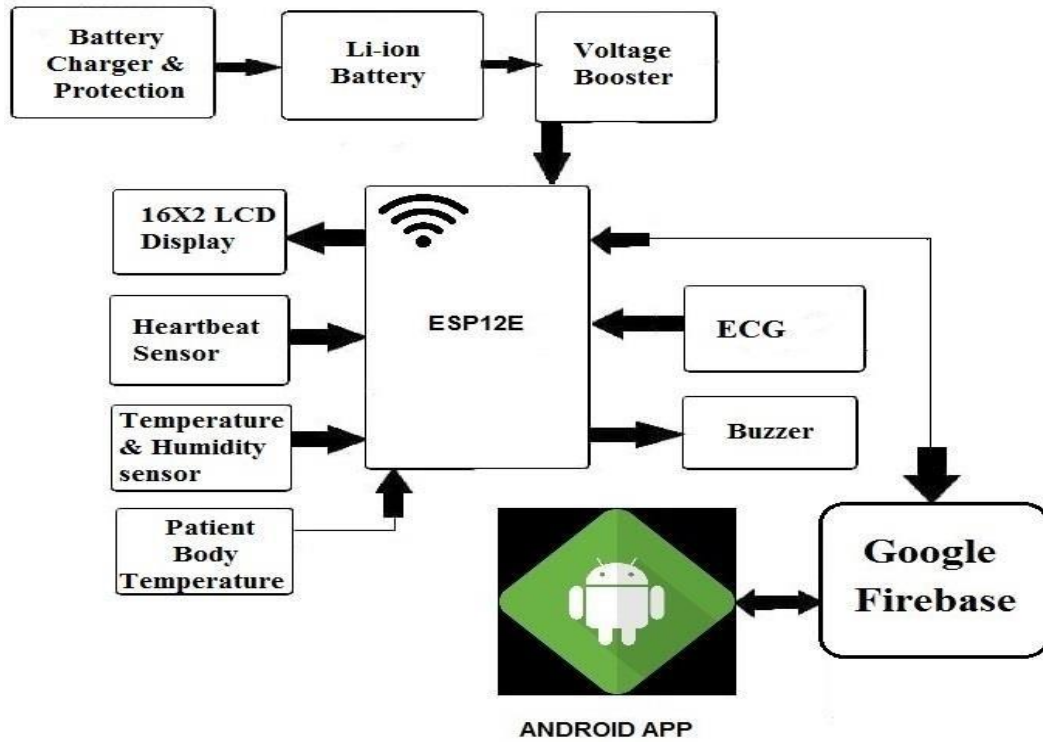 Battery
Charger &
Protection
Li-ion
Battery
Voltage
Booster
16X2 LCD
Display
Heartbeat
Sensor
Temperature
& Humidity
sensor
Patient
Body
Temperature
ESP12E
ECG
Buzzer
Google
Firebase
ANDROID APP